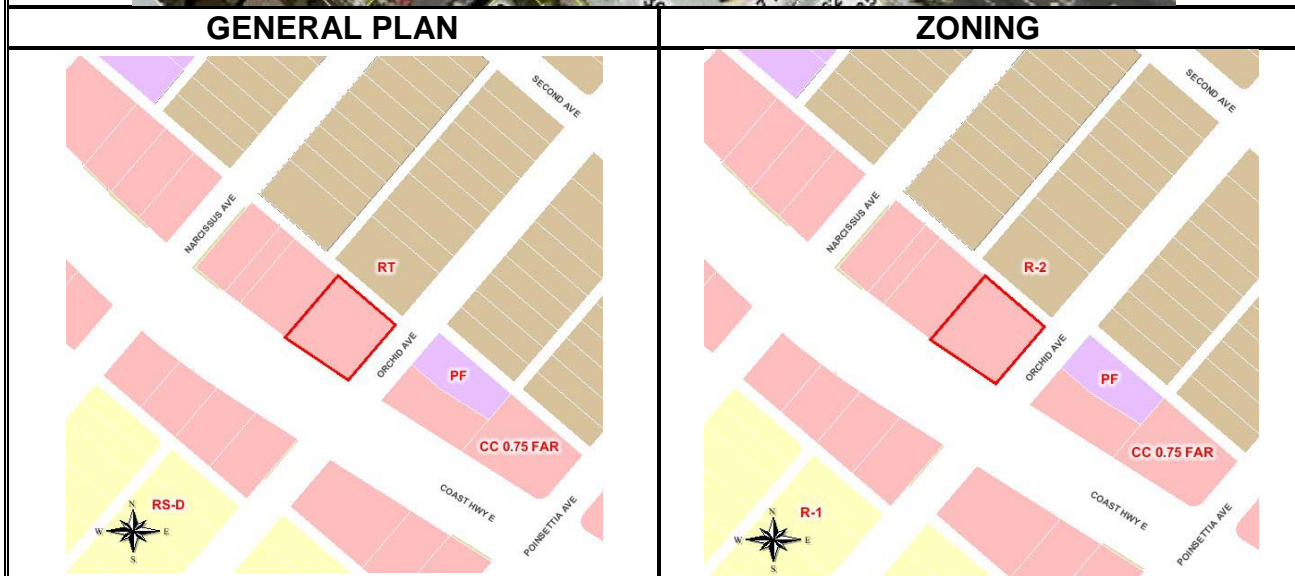 GENERAL PLAN
ZONING
SECOND AVE
NARCISSUS AVE
RT
ORCHID AVE
PF
CC 0.75 FAR
COAST HWY E
POINSETTIA AVE
RS-D
N
W
E
S
SECOND AVE
NARCISSUS AVE
R-2
ORCHID AVE
PF
CC 0.75 FAR
COAST HWY E
POINSETTIA AVE
R-1
N
W
E
S